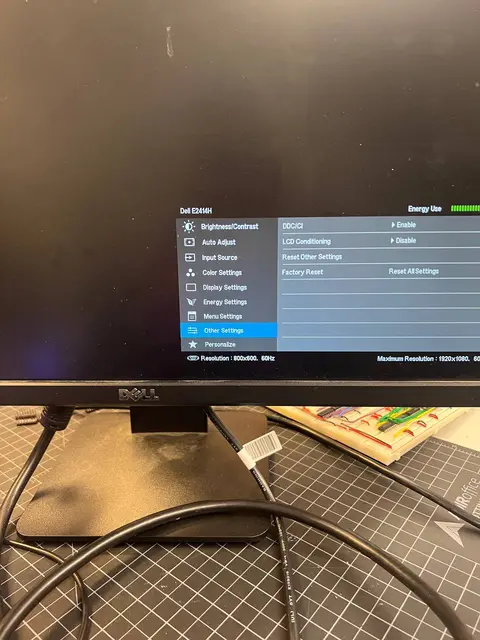 Dell E2414H
Energy Use
Brightness/Contrast
Auto Adjust
Input Source
Color Settings
Display Settings
Energy Settings
Menu Settings
Other Settings
Personalize
DDC/CI
Enable
LCD Conditioning
Disable
Reset Other Settings
Factory Reset
Reset All Settings
Resolution : 800x600, 60Hz
Maximum Resolution : 1920x1080, 60
DELL
office